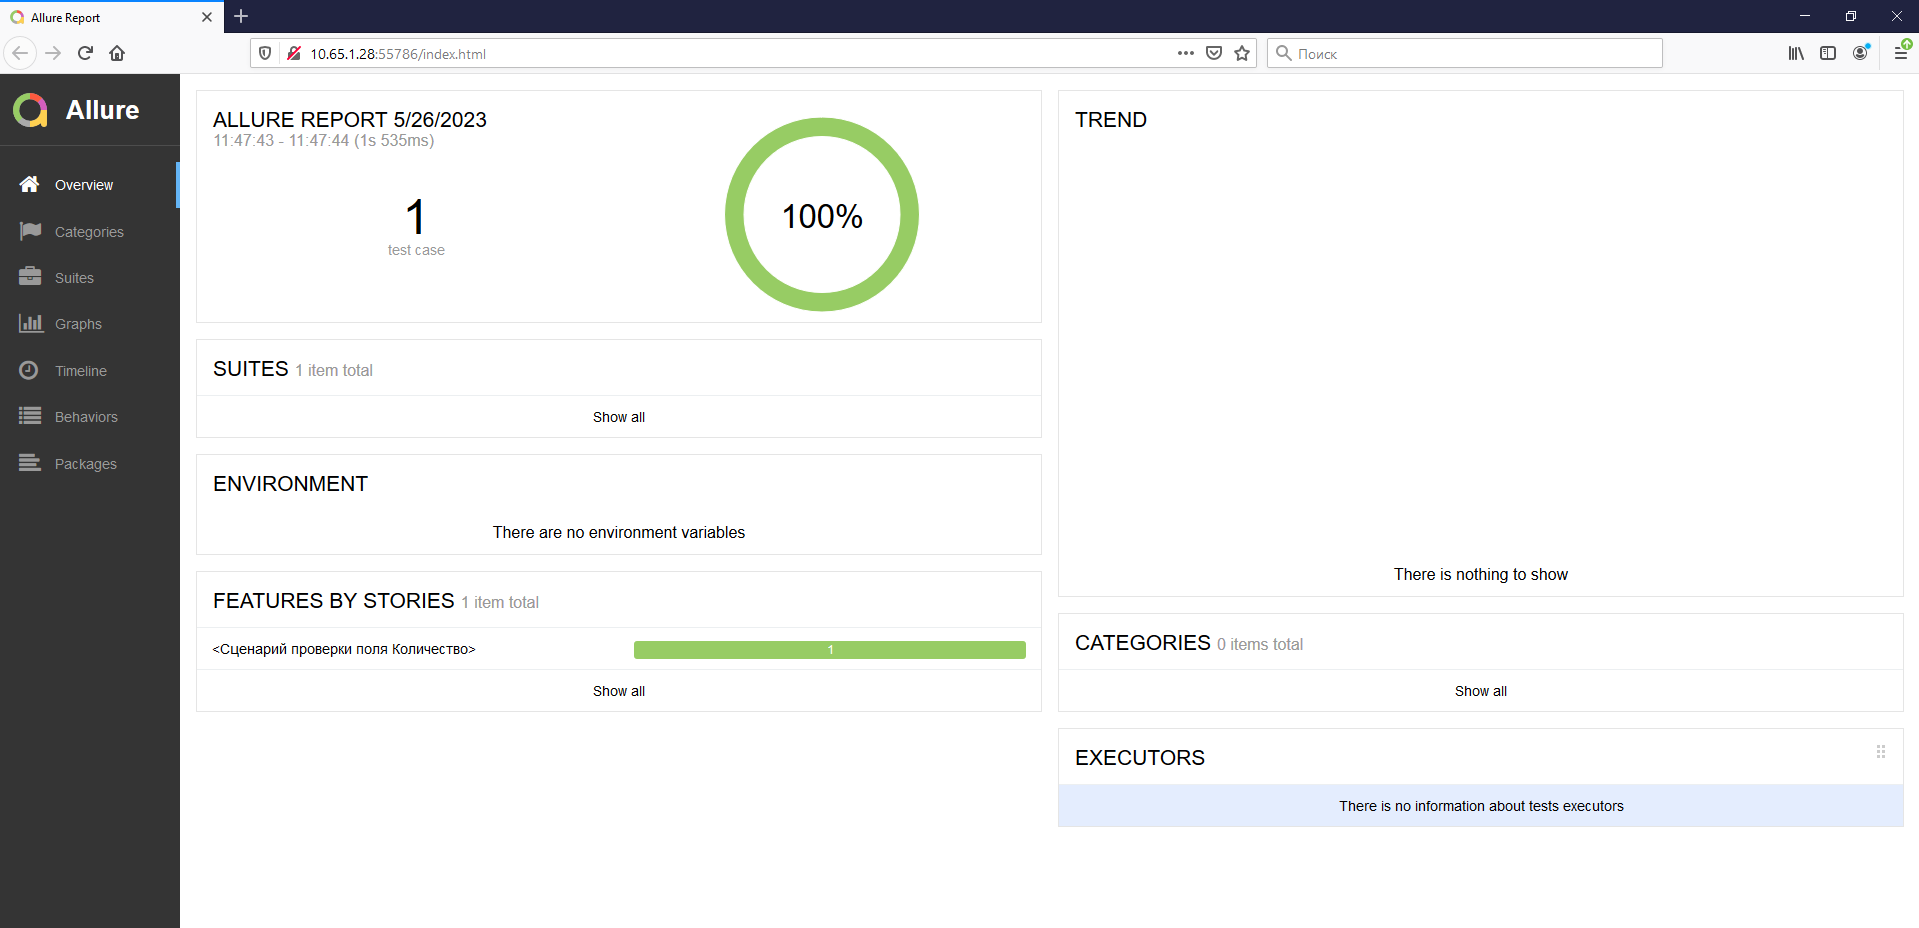 Allure Report
10.65.1.28:55786/index.html
Поиск
Allure
Overview
Categories
Suites
Graphs
Timeline
Behaviors
Packages
ALLURE REPORT 5/26/2023
11:47:43 - 11:47:44 (1s 535ms)
1
test case
100%
SUITES 1 item total
Show all
ENVIRONMENT
There are no environment variables
FEATURES BY STORIES 1 item total
<Сценарий проверки поля Количество> 1
Show all
TREND
There is nothing to show
CATEGORIES 0 items total
Show all
EXECUTORS
There is no information about tests executors